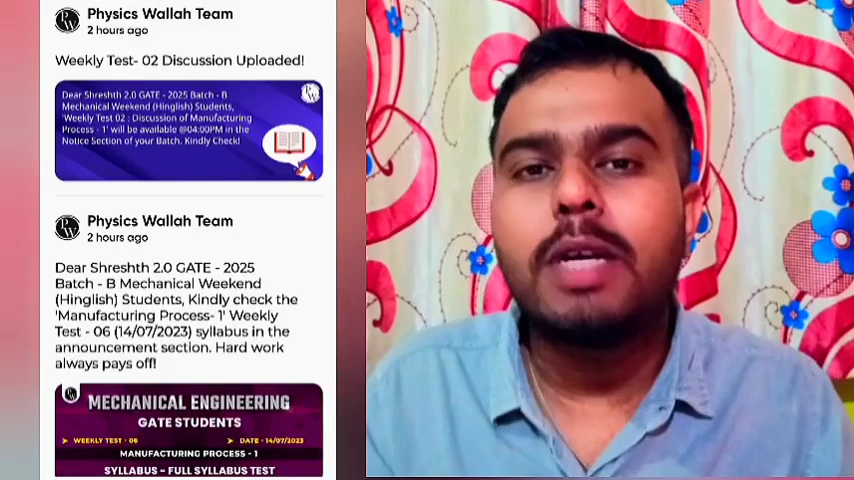 Physics Wallah Team
2 hours ago
Weekly Test- 02 Discussion Uploaded!
Dear Shreshth 2.0 GATE - 2025 Batch - B
Mechanical Weekend (Hinglish) Students,
'Weekly Test 02 : Discussion of Manufacturing
Process - 1' will be available @04:00PM in the
Notice Section of your Batch. Kindly Check!
Physics Wallah Team
2 hours ago
Dear Shreshth 2.0 GATE - 2025
Batch - B Mechanical Weekend
(Hinglish) Students, Kindly check the
'Manufacturing Process- 1' Weekly
Test - 06 (14/07/2023) syllabus in the
announcement section. Hard work
always pays off!
MECHANICAL ENGINEERING
GATE STUDENTS
WEEKLY TEST - 06
DATE - 14/07/2023
MANUFACTURING PROCESS - 1
SYLLABUS - FULL SYLLABUS TEST